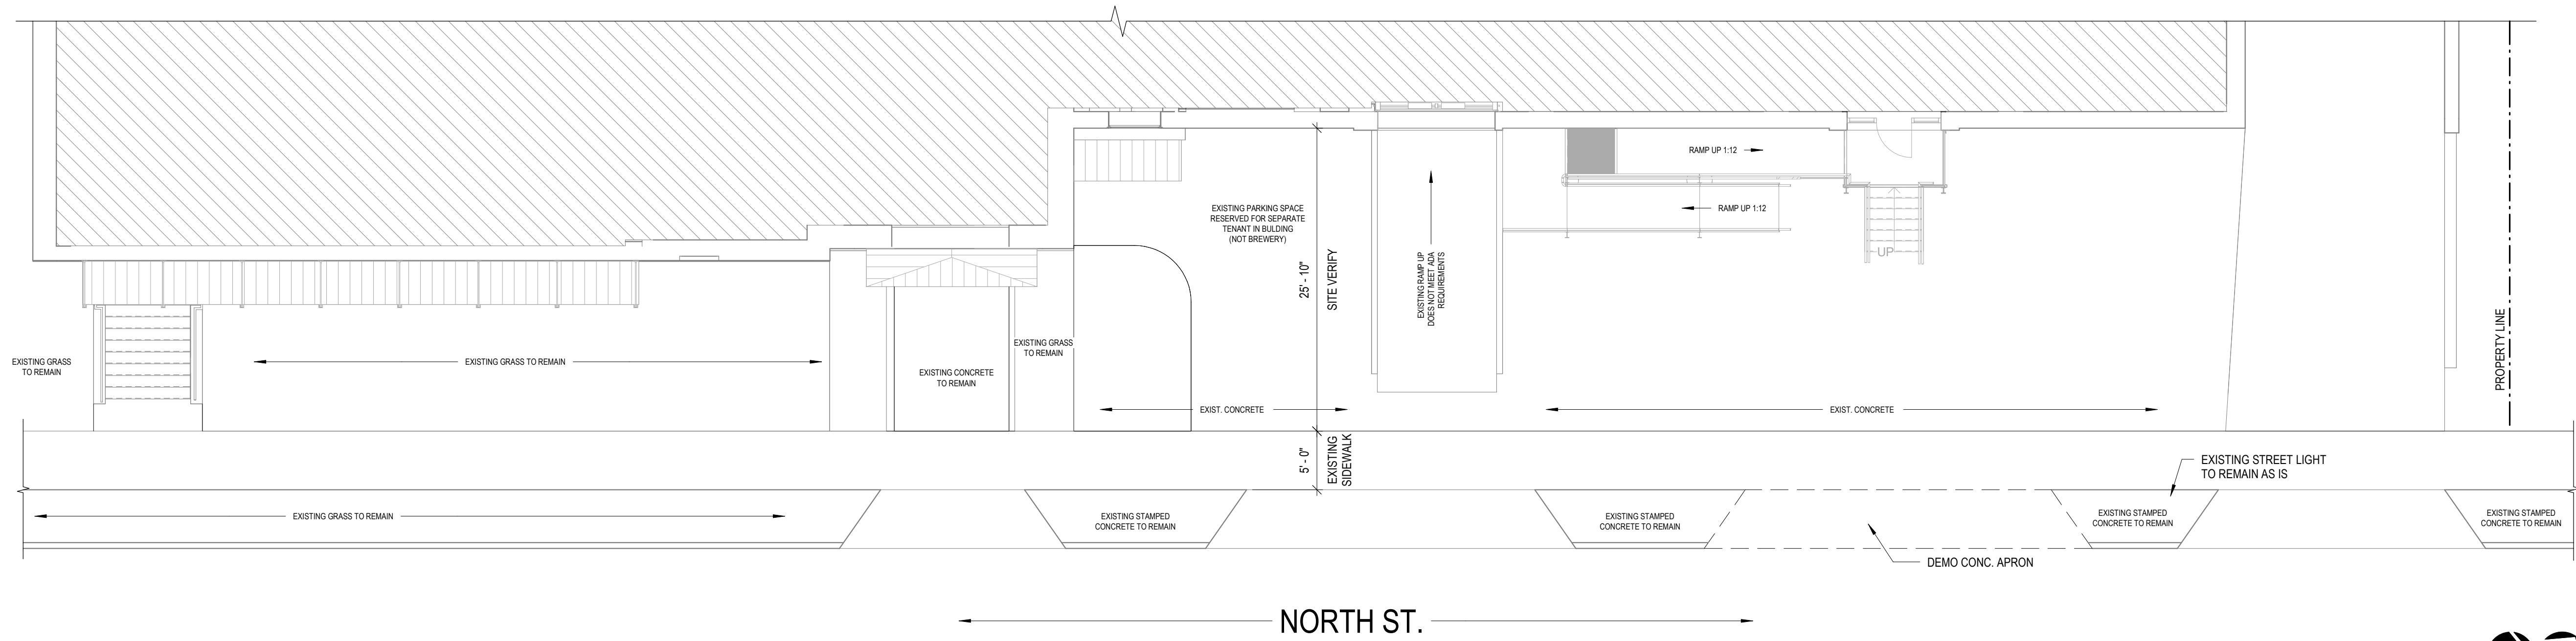 RAMP UP 1:12
RAMP UP 1:12
UP
EXISTING PARKING SPACE
RESERVED FOR SEPARATE
TENANT IN BULDING
(NOT BREWERY)
25' - 10"
SITE VERIFY
EXISTING RAMP UP
DOES NOT MEET ADA
REQUIREMENTS
PROPERTY LINE
EXISTING GRASS
TO REMAIN
EXISTING GRASS TO REMAIN
EXISTING CONCRETE
TO REMAIN
EXISTING GRASS
TO REMAIN
EXIST. CONCRETE
EXIST. CONCRETE
5' - 0"
EXISTING
SIDEWALK
EXISTING STREET LIGHT
TO REMAIN AS IS
EXISTING GRASS TO REMAIN
EXISTING STAMPED
CONCRETE TO REMAIN
EXISTING STAMPED
CONCRETE TO REMAIN
EXISTING STAMPED
CONCRETE TO REMAIN
EXISTING STAMPED
CONCRETE TO REMAIN
DEMO CONC. APRON
NORTH ST.